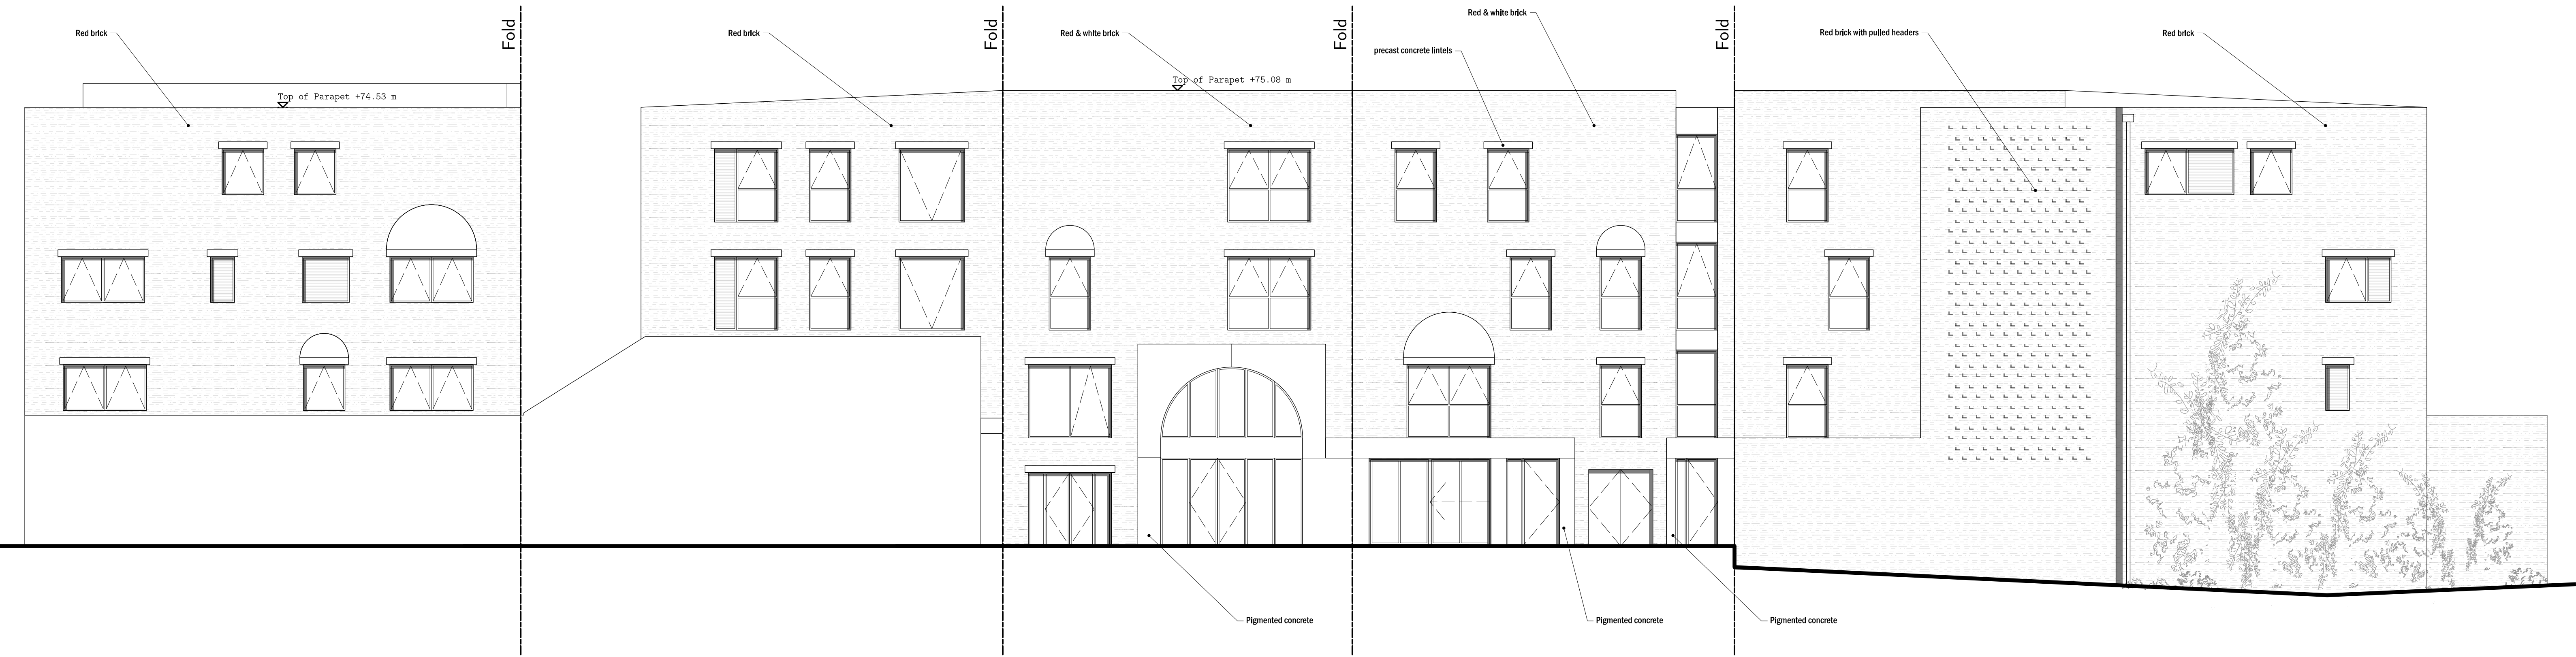 Red & white brick
Fold
Fold
Fold
Fold
Red brick
Red brick
Red & white brick
Red brick with pulled headers
Red brick
precast concrete lintels
Top of Parapet +75.08 m
Top of Parapet +74.53 m
Pigmented concrete
Pigmented concrete
Pigmented concrete